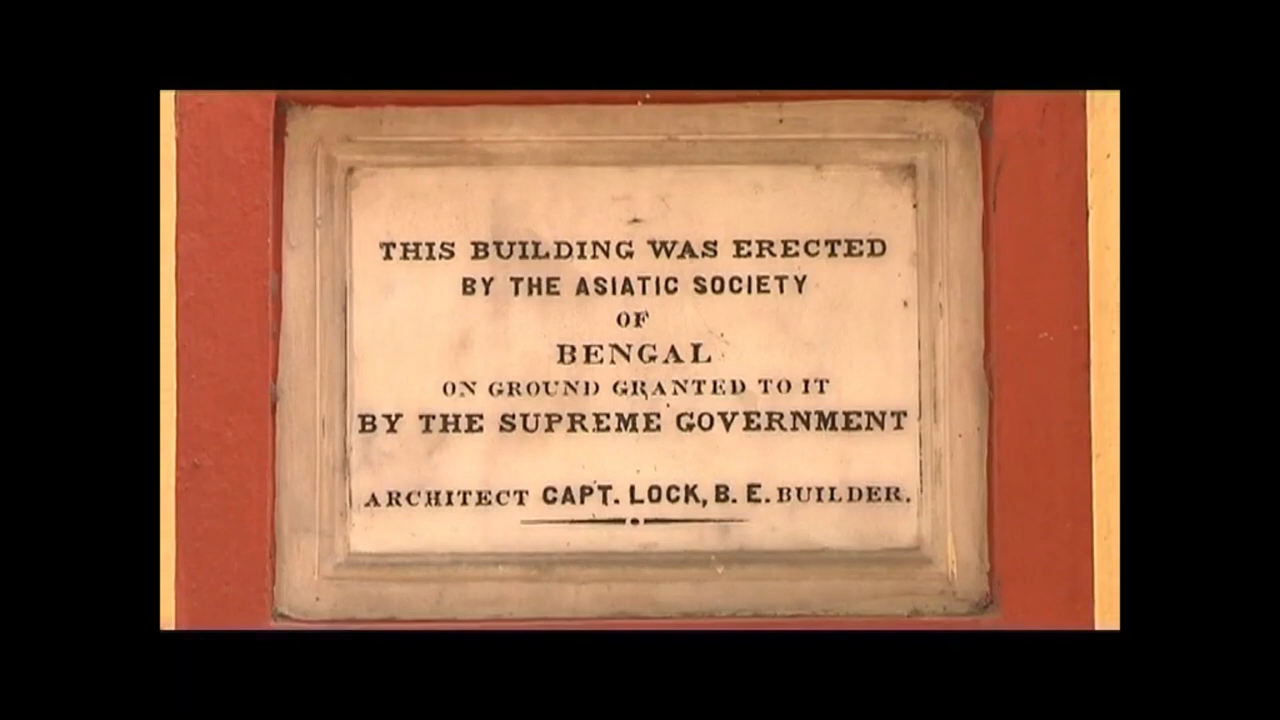 THIS BUILDING WAS ERECTED
BY THE ASIATIC SOCIETY
OF
BENGAL
ON GROUND GRANTED TO IT
BY THE SUPREME GOVERNMENT
ARCHITECT CAPT. LOCK, B. E. BUILDER.